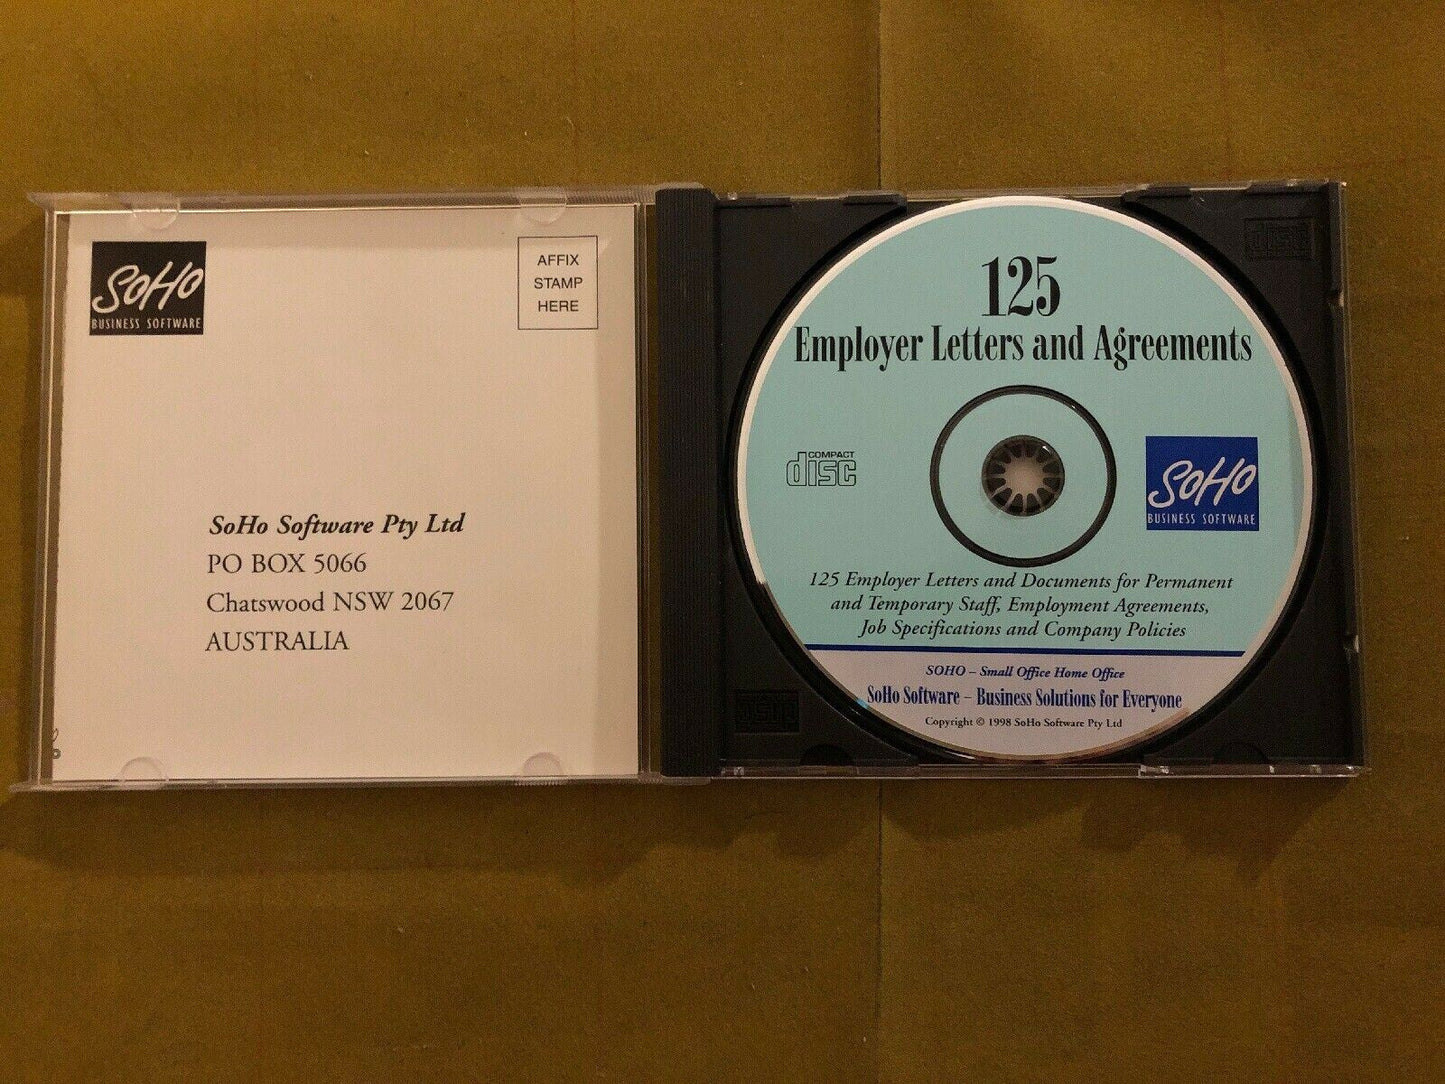 SoHo
BUSINESS SOFTWARE
AFFIX
STAMP
HERE
SoHo Software Pty Ltd
PO BOX 5066
Chatswood NSW 2067
AUSTRALIA
125
Employer Letters and Agreements
COMPACT
disc
SoHo
BUSINESS SOFTWARE
125 Employer Letters and Documents for Permanent
and Temporary Staff, Employment Agreements,
Job Specifications and Company Policies
SOHO – Small Office Home Office
SoHo Software – Business Solutions for Everyone
Copyright © 1998 SoHo Software Pty Ltd
disc